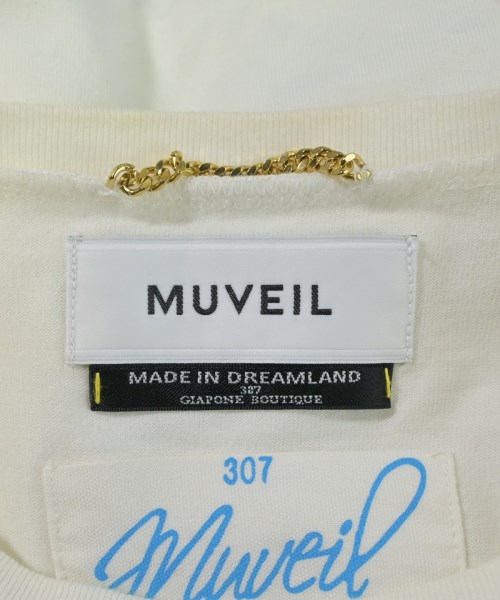 MUVEIL
MADE IN DREAMLAND
387
GIAPONE BOUTIQUE
307
Muveil